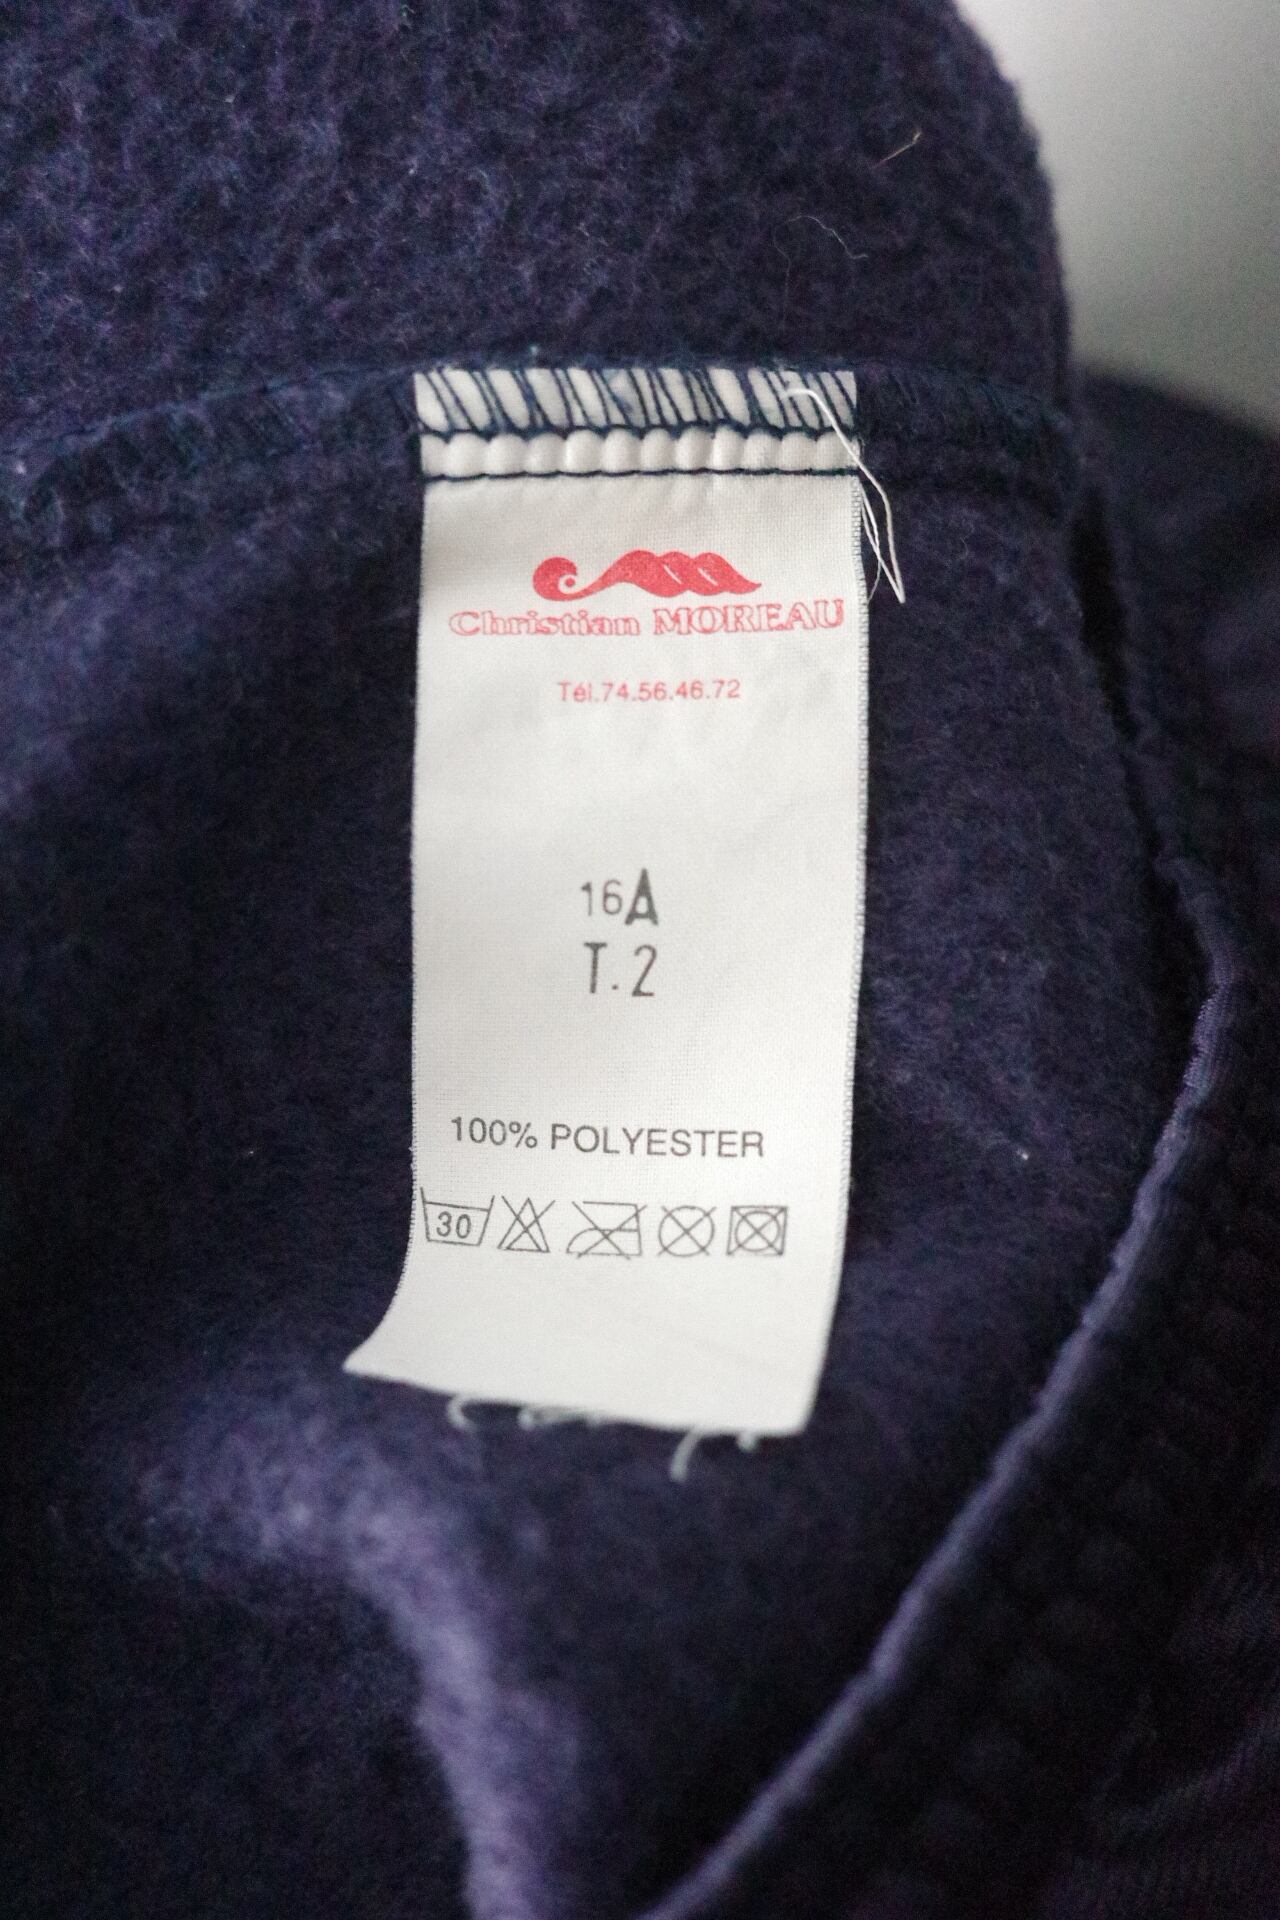 Christian MOREAU
Tél.74.56.46.72
16A
T.2
100% POLYESTER
30